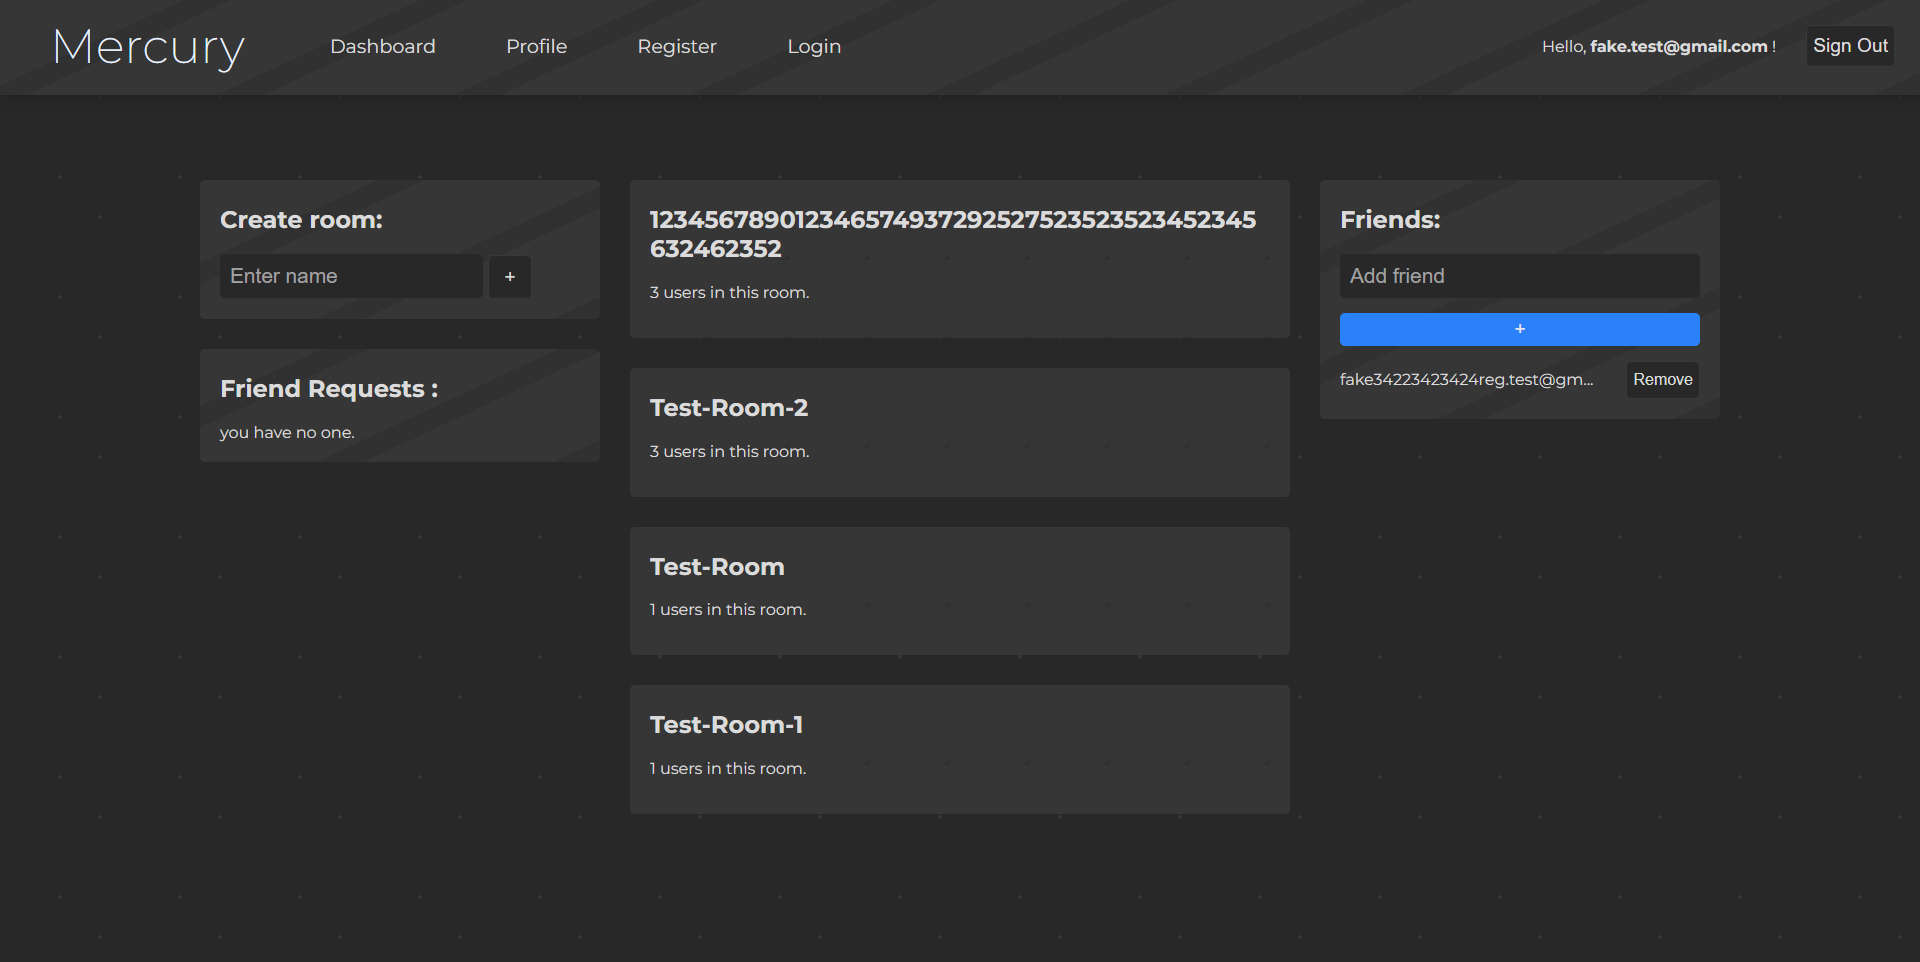 Mercury
Dashboard
Profile
Register
Login
Hello, fake.test@gmail.com !
Sign Out
Create room:
Enter name
+
Friend Requests :
you have no one.
12345678901234657493729252752352352345​2345
632462352
3 users in this room.
Test-Room-2
3 users in this room.
Test-Room
1 users in this room.
Test-Room-1
1 users in this room.
Friends:
Add friend
+
fake34223423424reg.test@gm...
Remove